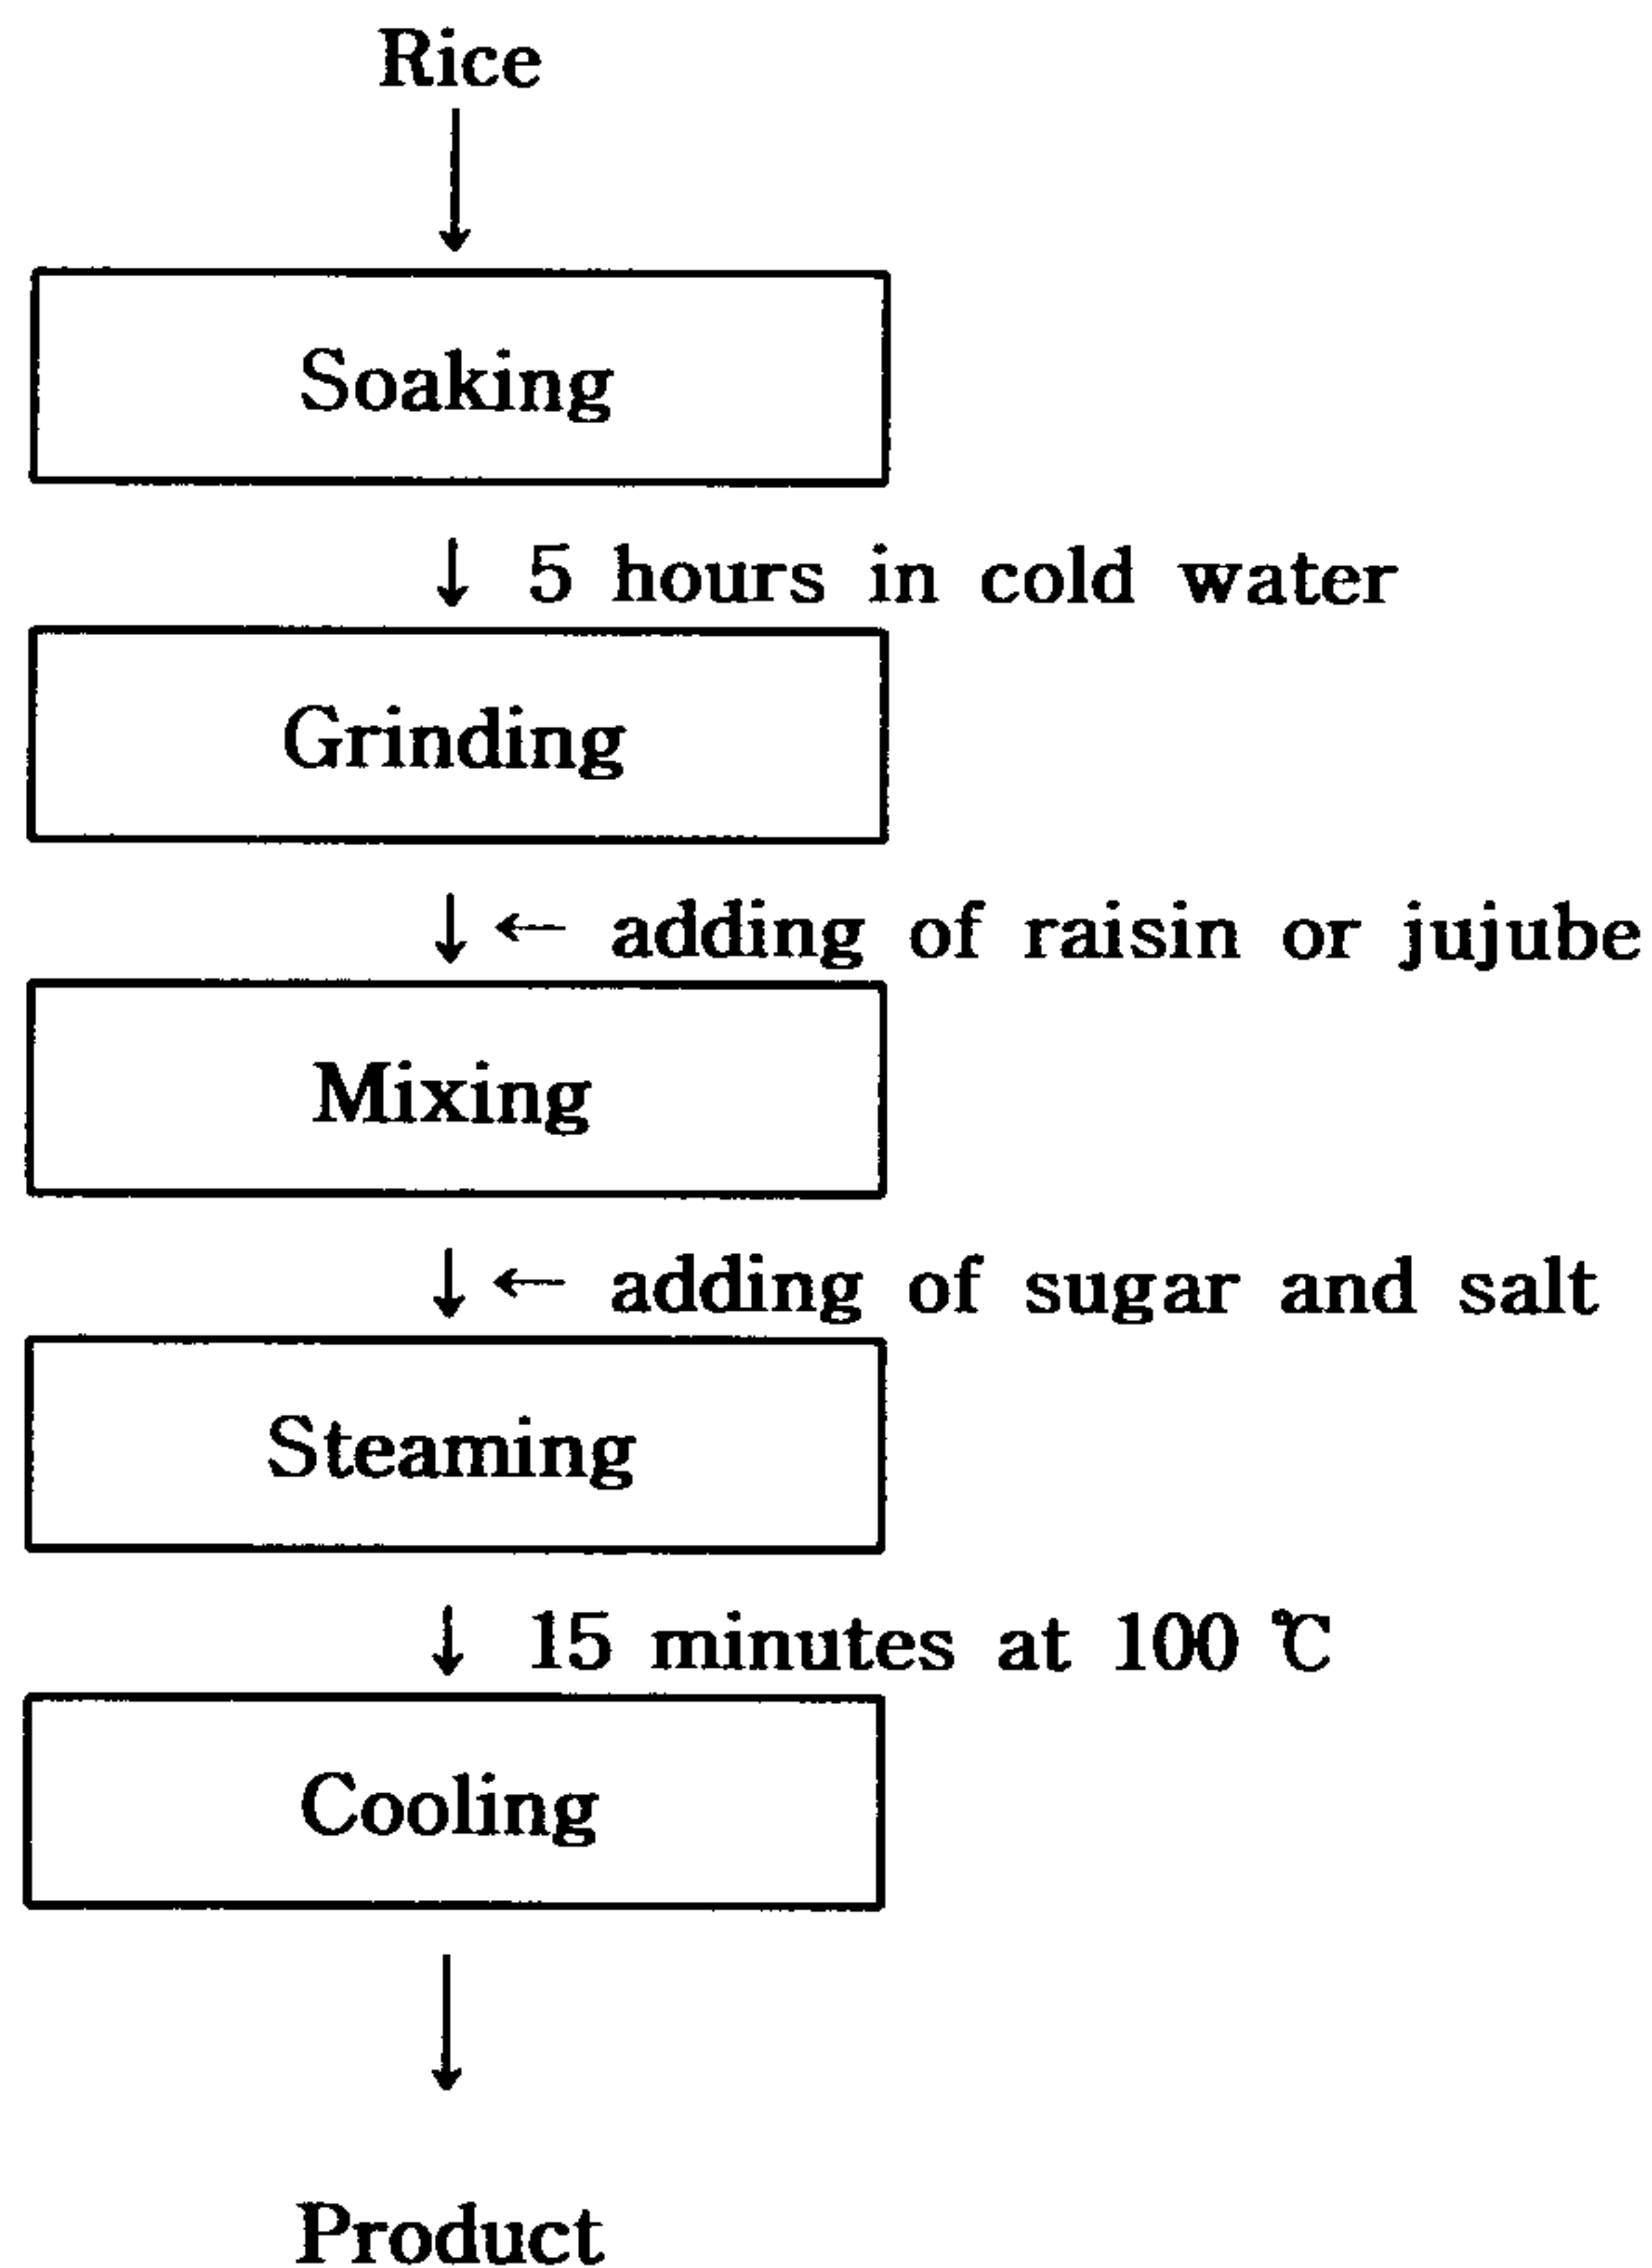 Rice
Soaking
↓ 5 hours in cold water
Grinding
↓ ← adding of raisin or jujube
Mixing
↓ ← adding of sugar and salt
Steaming
↓ 15 minutes at 100 ℃
Cooling
Product